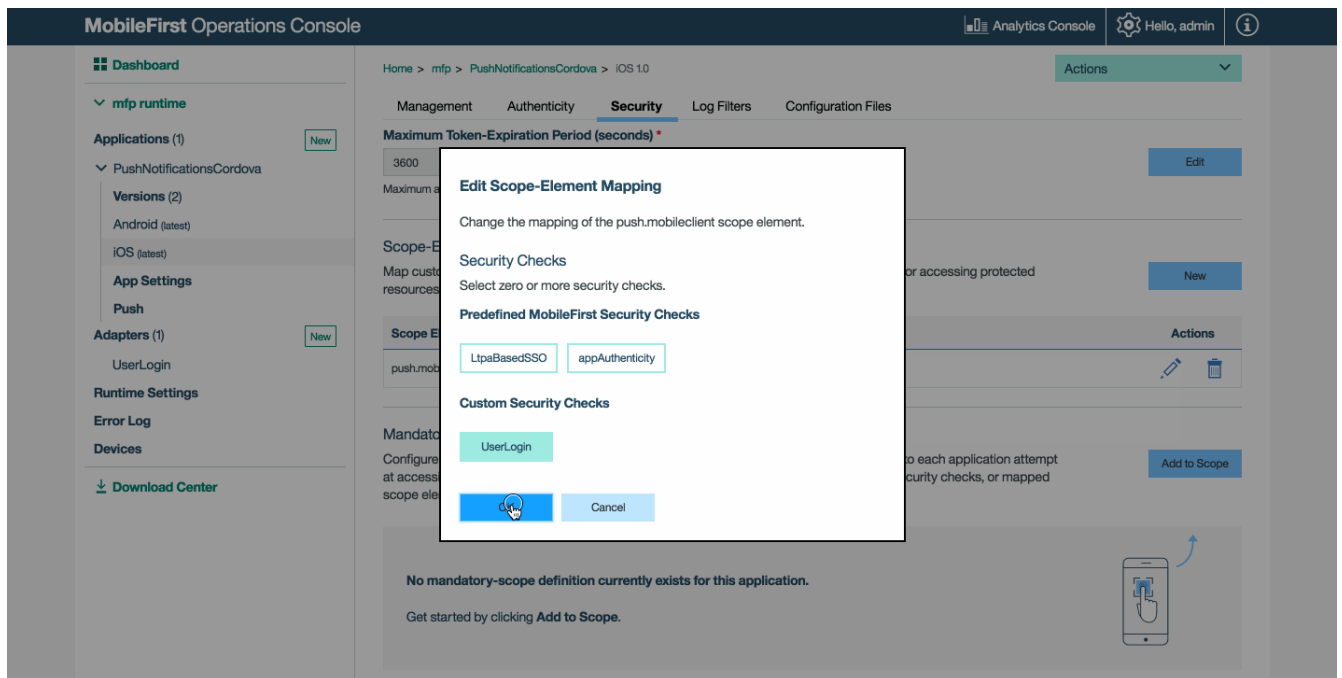 MobileFirst Operations Console
Analytics Console
Hello, admin
Dashboard
mfp runtime
Applications (1)
New
PushNotificationsCordova
Versions (2)
Android (latest)
iOS (latest)
App Settings
Push
Adapters (1)
New
UserLogin
Runtime Settings
Error Log
Devices
Download Center
Home > mfp > PushNotificationsCordova > iOS 1.0
Actions
Management Authenticity Security Log Filters Configuration Files
Maximum Token-Expiration Period (seconds) *
3600
Edit
Maximum a
Scope-E
Map custo
or accessing protected
resources
New
Scope El
Actions
push.mob
Mandato
Configure
to each application attempt
at accessi
curity checks, or mapped
scope ele
Add to Scope
No mandatory-scope definition currently exists for this application.
Get started by clicking Add to Scope.
Edit Scope-Element Mapping
Change the mapping of the push.mobileclient scope element.
Security Checks
Select zero or more security checks.
Predefined MobileFirst Security Checks
LtpaBasedSSO
appAuthenticity
Custom Security Checks
UserLogin
Cancel